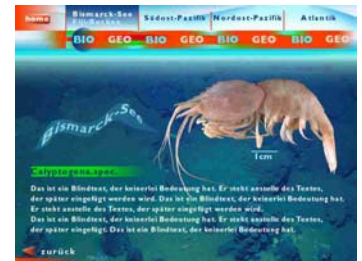 home
Bismarck-See Südost-Pazifik Nordost-Pazifik Atlantik
Fiji-Becken
BIO GEO BIO GEO BIO GEO BIO GEO
Bismarck-See
1cm
Calyptogena.spec.
Das ist ein Blindtext, der keinerlei Bedeutung hat. Er steht anstelle des Textes,
der später eingefügt werden wird. Das ist ein Blindtext, der keinerlei Bedeutung hat.
Er steht anstelle des Textes, der später eingefügt werden wird.
Das ist ein Blindtext, der keinerlei Bedeutung hat. Er steht anstelle des Textes,
der später eingefügt. Das ist ein Blindtext, der keinerlei Bedeutung hat.
zurück